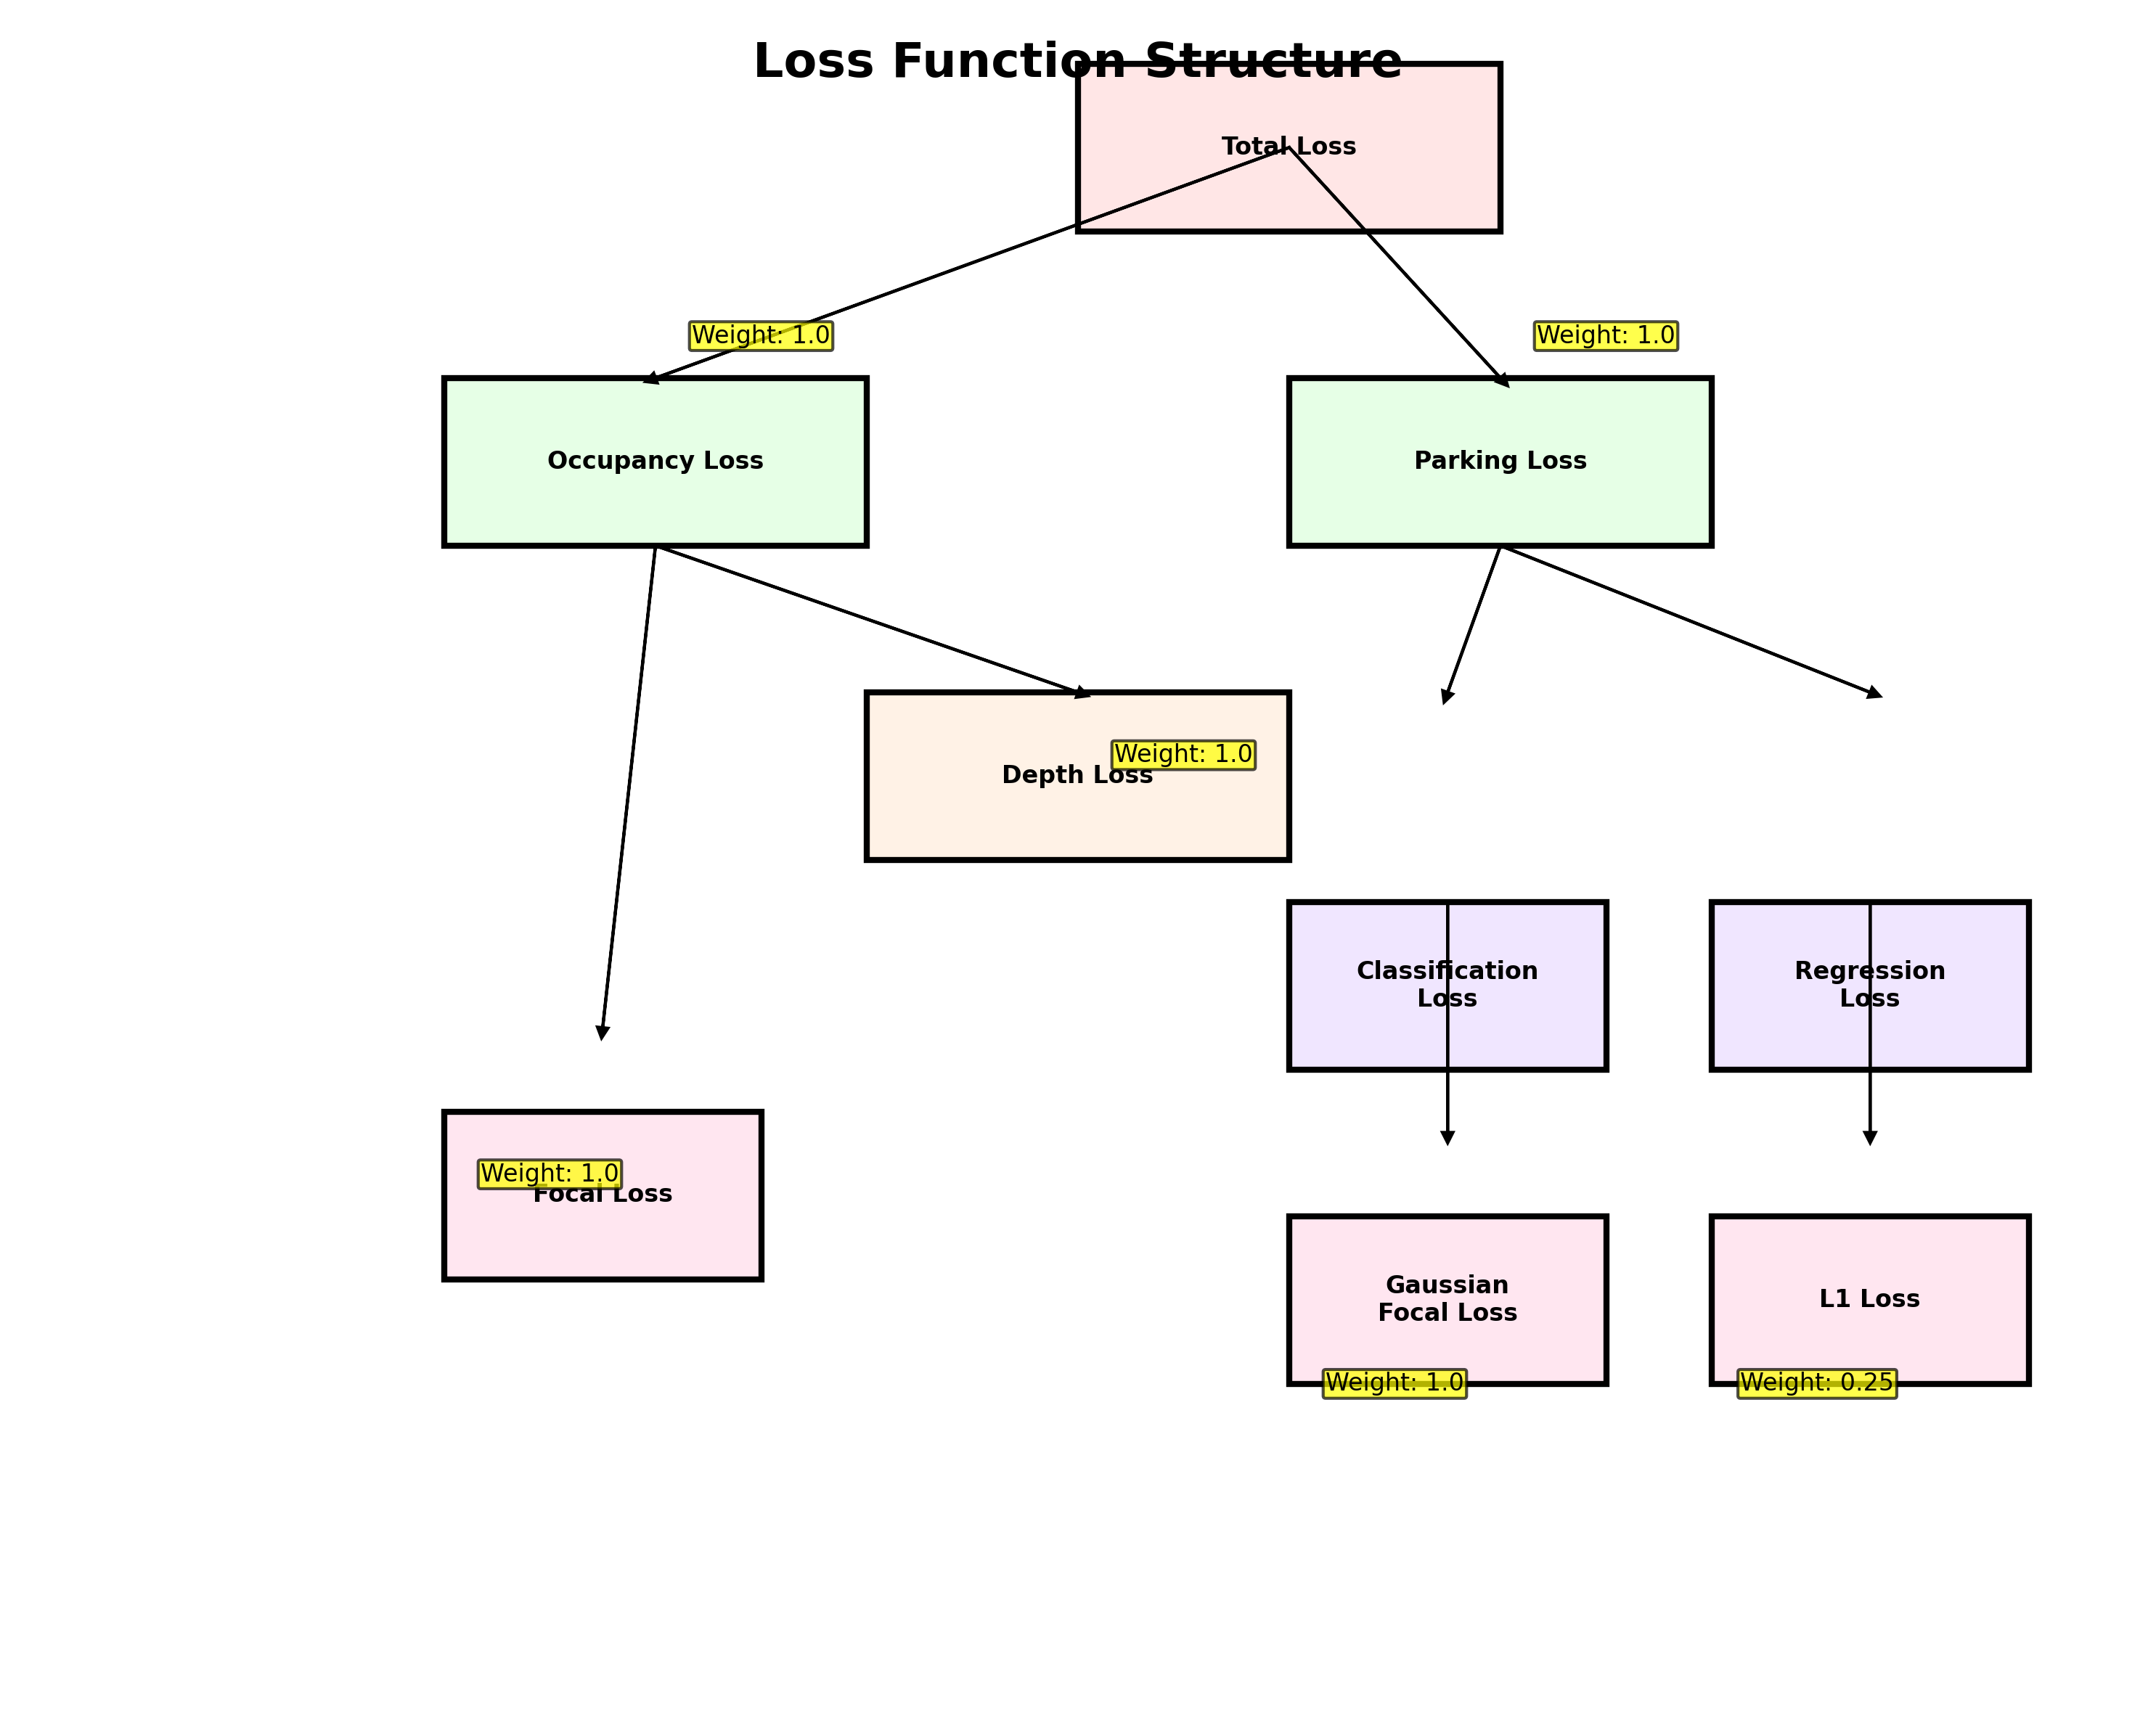 Loss Function Structure
Total Loss
Weight: 1.0
Weight: 1.0
Occupancy Loss
Parking Loss
Weight: 1.0
Depth Loss
Classification
Loss
Regression
Loss
Weight: 1.0
Focal Loss
Gaussian
Focal Loss
L1 Loss
Weight: 1.0
Weight: 0.25